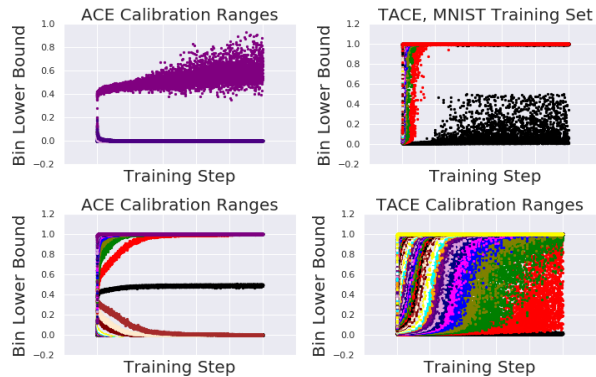 ACE Calibration Ranges
Bin Lower Bound
1.0
0.8
0.6
0.4
0.2
0.0
−0.2
Training Step
TACE, MNIST Training Set
Bin Lower Bound
1.2
1.0
0.8
0.6
0.4
0.2
0.0
−0.2
Training Step
ACE Calibration Ranges
Bin Lower Bound
1.2
1.0
0.8
0.6
0.4
0.2
0.0
−0.2
Training Step
TACE Calibration Ranges
Bin Lower Bound
1.2
1.0
0.8
0.6
0.4
0.2
0.0
−0.2
Training Step